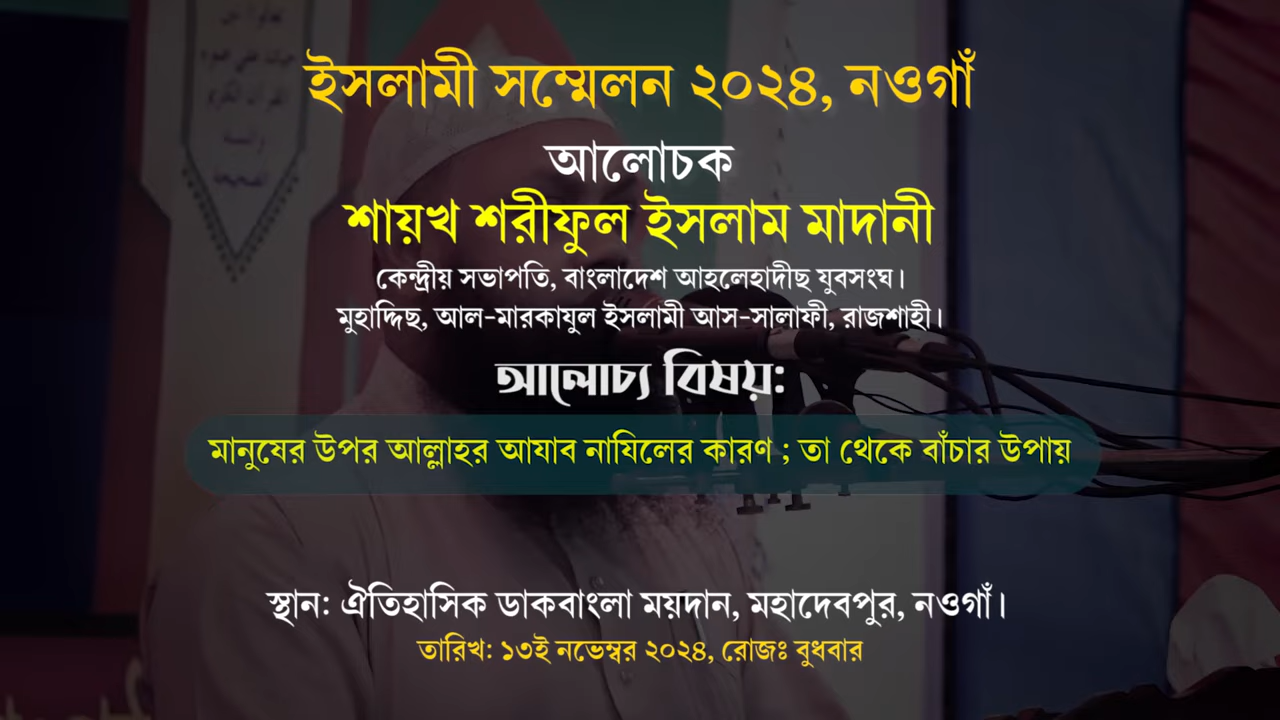 ইসলামী সম্মেলন ২০২৪, নওগাঁ
আলোচক
শায়খ শরীফুল ইসলাম মাদানী
কেন্দ্রীয় সভাপতি, বাংলাদেশ আহলেহাদীছ যুবসংঘ।
মুহাদ্দিছ, আল-মারকাযুল ইসলামী আস-সালাফী, রাজশাহী।
আলোচ্য বিষয়:
মানুষের উপর আল্লাহর আযাব নাযিলের কারণ ; তা থেকে বাঁচার উপায়
স্থান: ঐতিহাসিক ডাকবাংলা ময়দান, মহাদেবপুর, নওগাঁ।
তারিখ: ১৩ই নভেম্বর ২০২৪, রোজঃ বুধবার